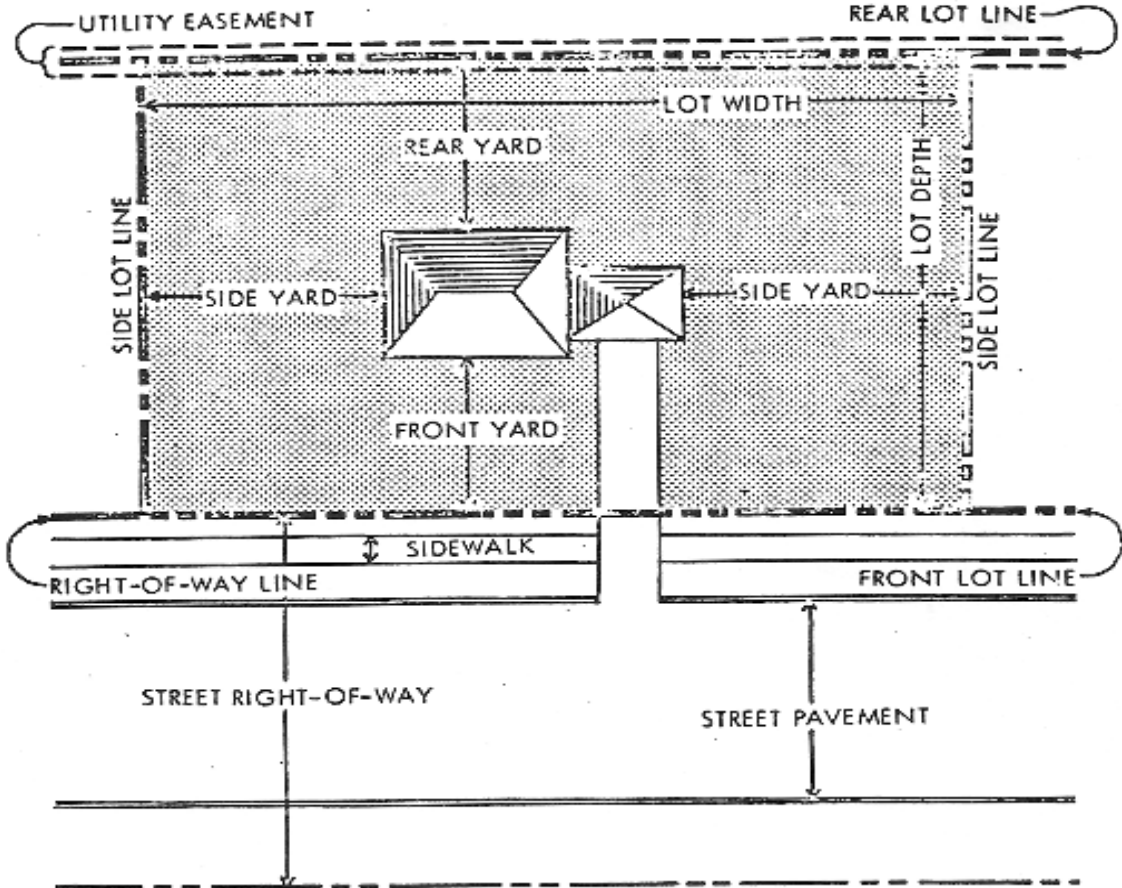 UTILITY EASEMENT
REAR LOT LINE
LOT WIDTH
REAR YARD
LOT DEPTH
SIDE LOT LINE
SIDE YARD
SIDE YARD
SIDE LOT LINE
FRONT YARD
SIDEWALK
RIGHT-OF-WAY LINE
FRONT LOT LINE
STREET RIGHT-OF-WAY
STREET PAVEMENT